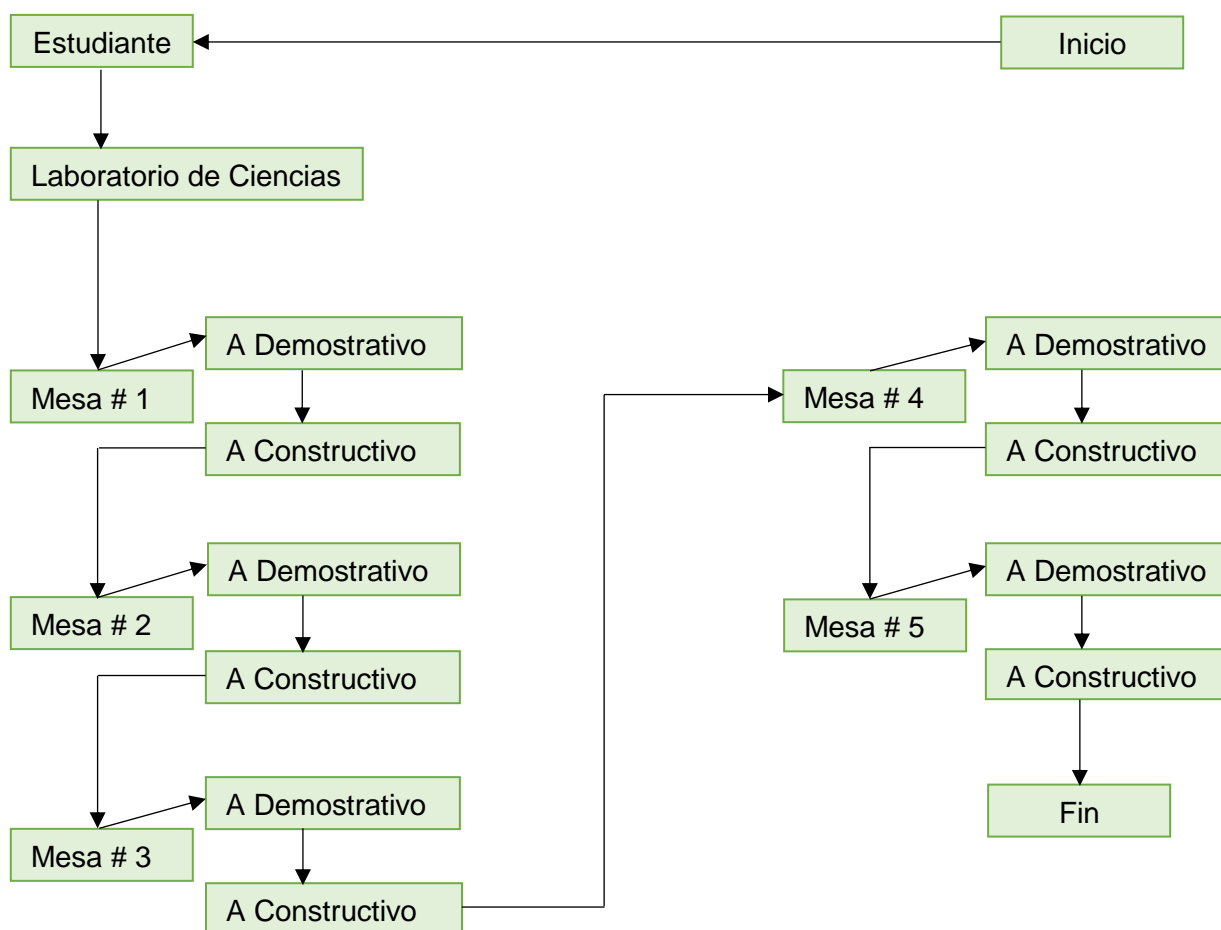 Estudiante
Inicio
Laboratorio de Ciencias
A Demostrativo
Mesa # 1
A Constructivo
A Demostrativo
Mesa # 2
A Constructivo
A Demostrativo
Mesa # 3
A Constructivo
A Demostrativo
Mesa # 4
A Constructivo
A Demostrativo
Mesa # 5
A Constructivo
Fin